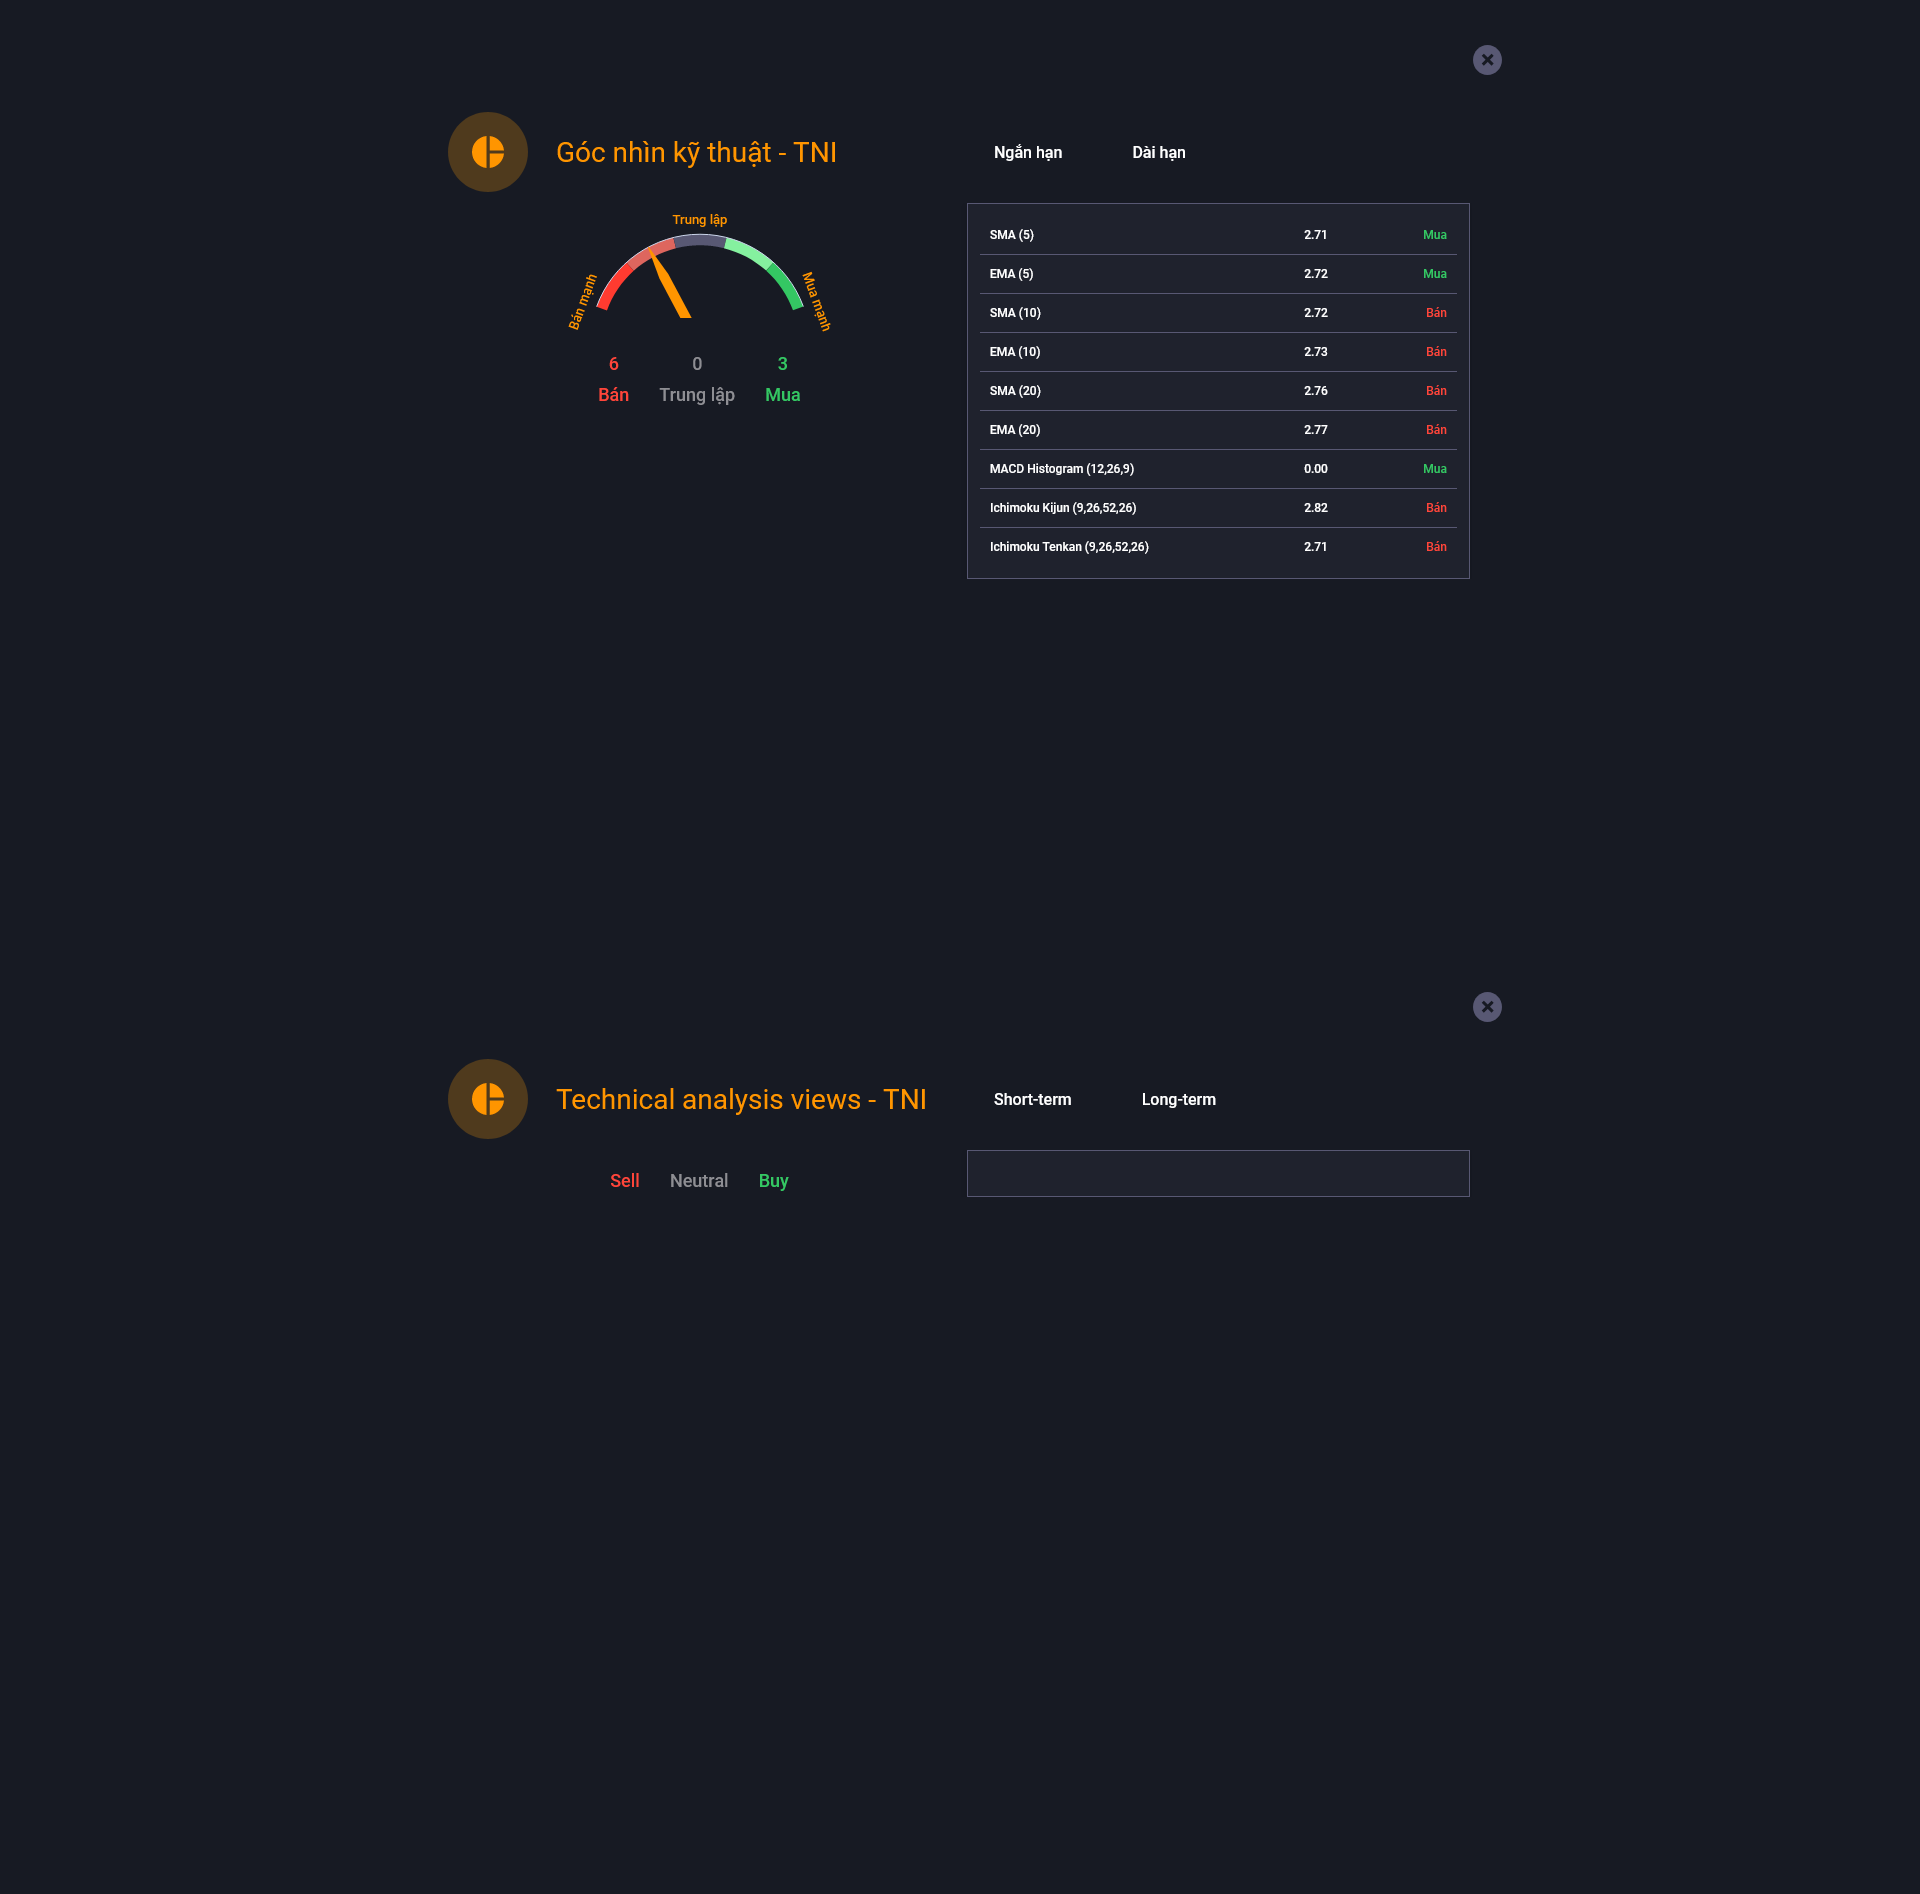 Góc nhìn kỹ thuật - TNI
Ngắn hạn Dài hạn
Trung lập
Bán mạnh
Mua mạnh
6 0 3
Bán Trung lập Mua
SMA (5) 2.71 Mua
EMA (5) 2.72 Mua
SMA (10) 2.72 Bán
EMA (10) 2.73 Bán
SMA (20) 2.76 Bán
EMA (20) 2.77 Bán
MACD Histogram (12,26,9) 0.00 Mua
Ichimoku Kijun (9,26,52,26) 2.82 Bán
Ichimoku Tenkan (9,26,52,26) 2.71 Bán
Technical analysis views - TNI
Short-term Long-term
Sell Neutral Buy